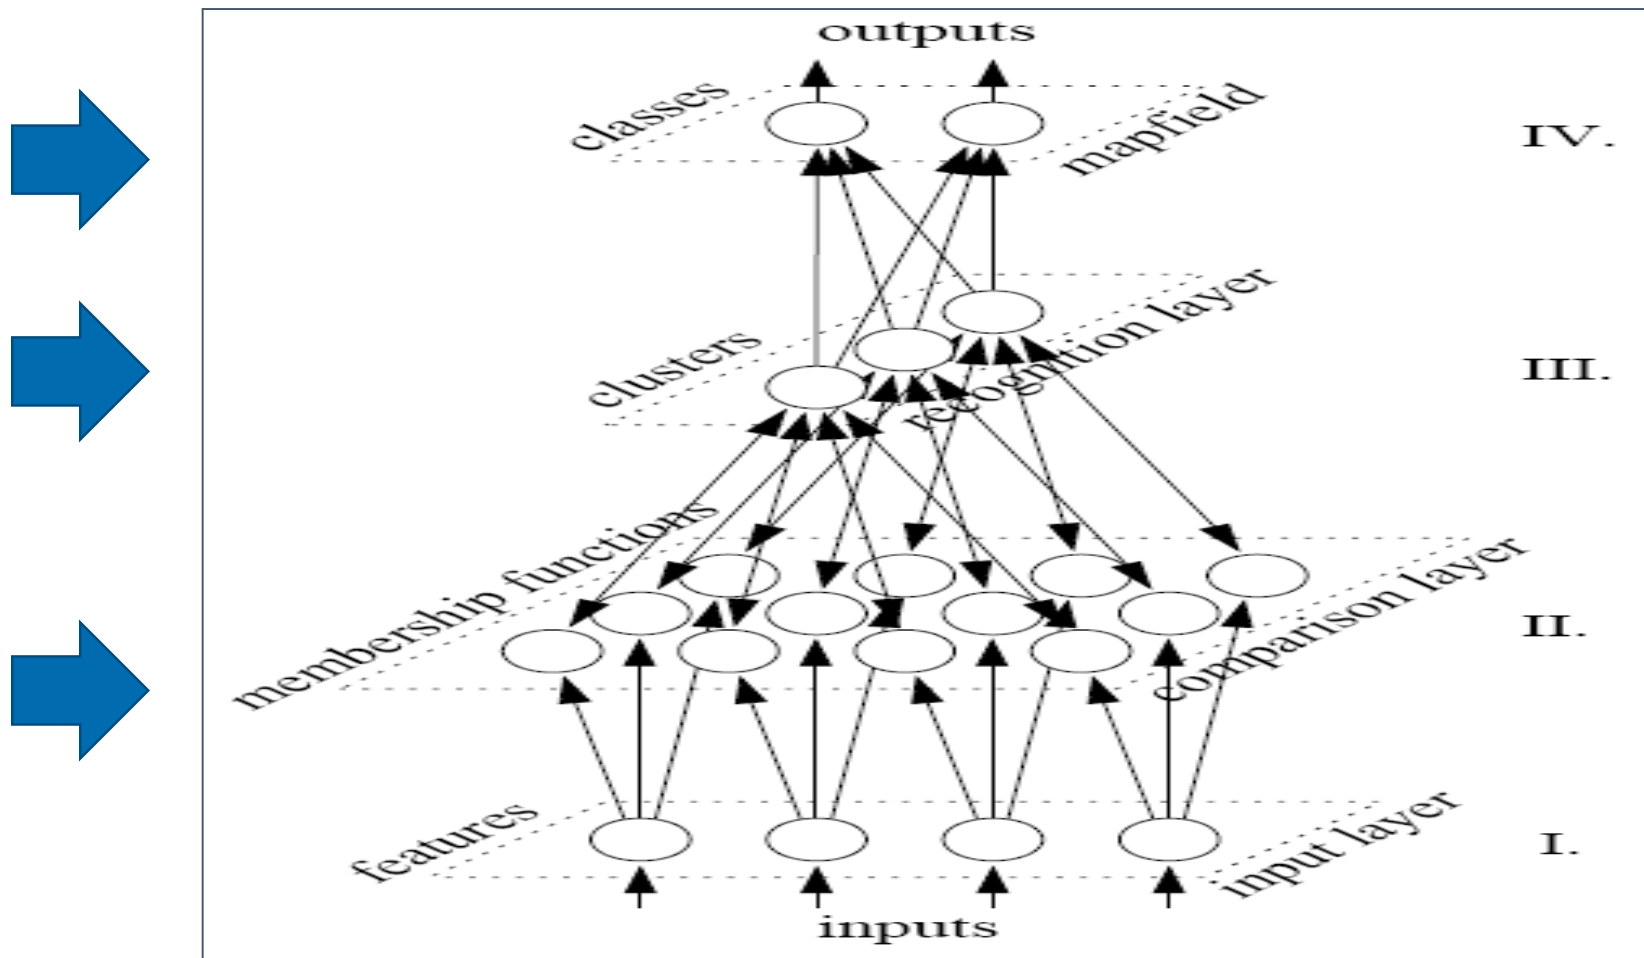 outputs
classes
mapfield
IV.
clusters
recognition layer
III.
membership functions
comparison layer
II.
features
input layer
I.
inputs